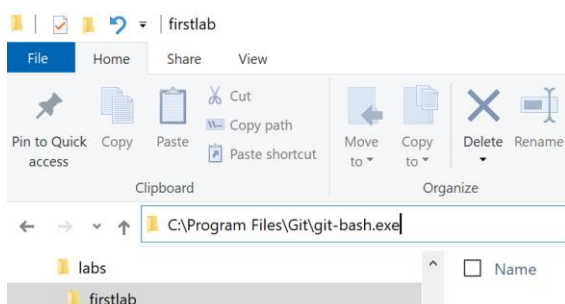 firstlab
File Home Share View
Pin to Quick access
Copy
Paste
Cut
Copy path
Paste shortcut
Move to
Copy to
Delete
Rename
Clipboard
Organize
C:\Program Files\Git\git-bash.exe
labs
Name
firstlab